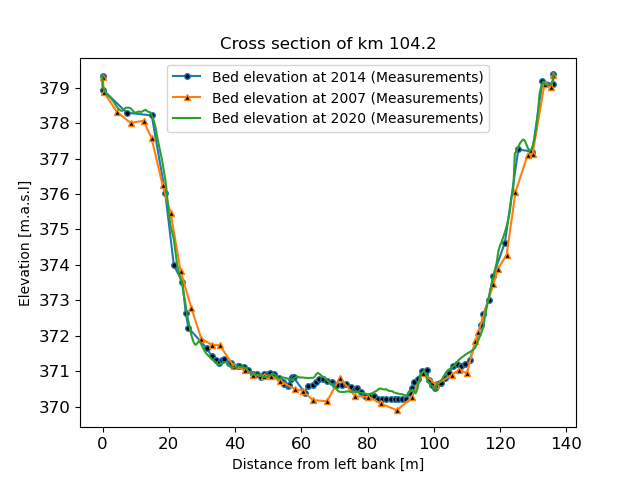 Cross section of km 104.2
Bed elevation at 2014 (Measurements)
Bed elevation at 2007 (Measurements)
Bed elevation at 2020 (Measurements)
Elevation [m.a.s.l]
379
378
377
376
375
374
373
372
371
370
0 20 40 60 80 100 120 140
Distance from left bank [m]